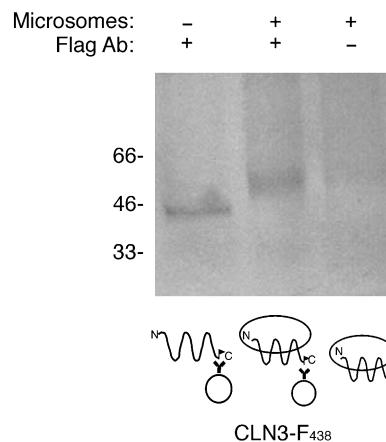 Microsomes: – + +
Flag Ab: + + –
66-
46-
33-
N C N C N
CLN3-F438